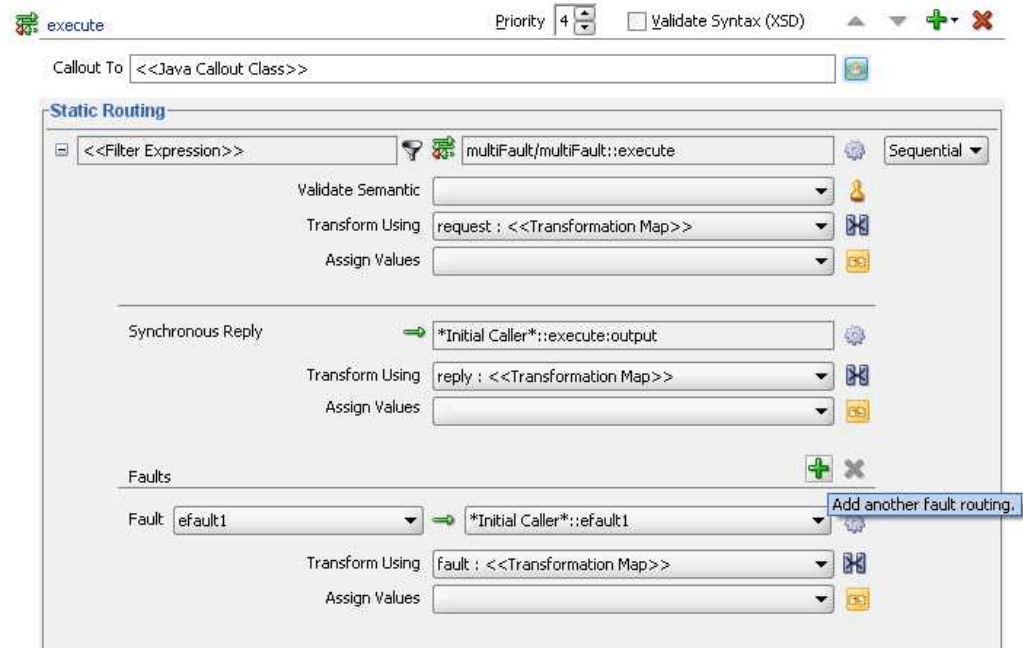 execute Priority 4 Validate Syntax (XSD)
Callout To <<Java Callout Class>>
Static Routing
<<Filter Expression>> multiFault/multiFault::execute Sequential
Validate Semantic
Transform Using request : <<Transformation Map>>
Assign Values
Synchronous Reply *Initial Caller*::execute:output
Transform Using reply : <<Transformation Map>>
Assign Values
Faults
Add another fault routing.
Fault efault1 *Initial Caller*::efault1
Transform Using fault : <<Transformation Map>>
Assign Values